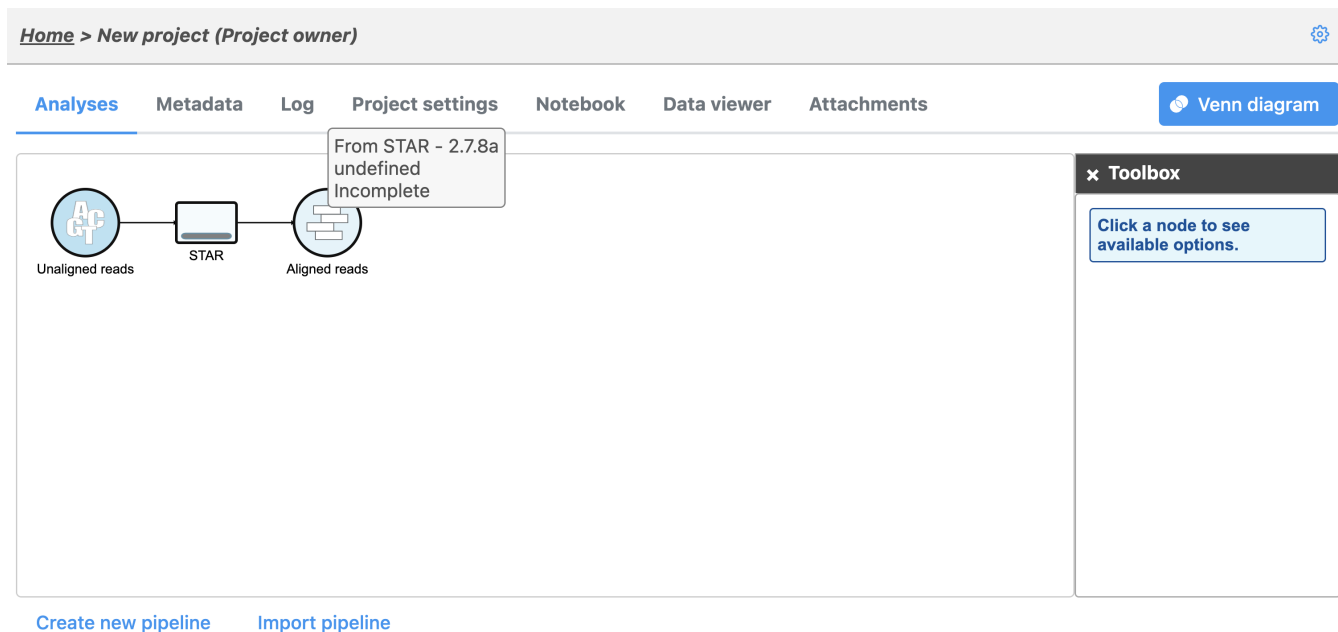 Home > New project (Project owner)
Analyses Metadata Log Project settings Notebook Data viewer Attachments Venn diagram
From STAR - 2.7.8a
undefined
Incomplete
× Toolbox
Click a node to see
available options.
ACGT
STAR
Unaligned reads Aligned reads
Create new pipeline Import pipeline